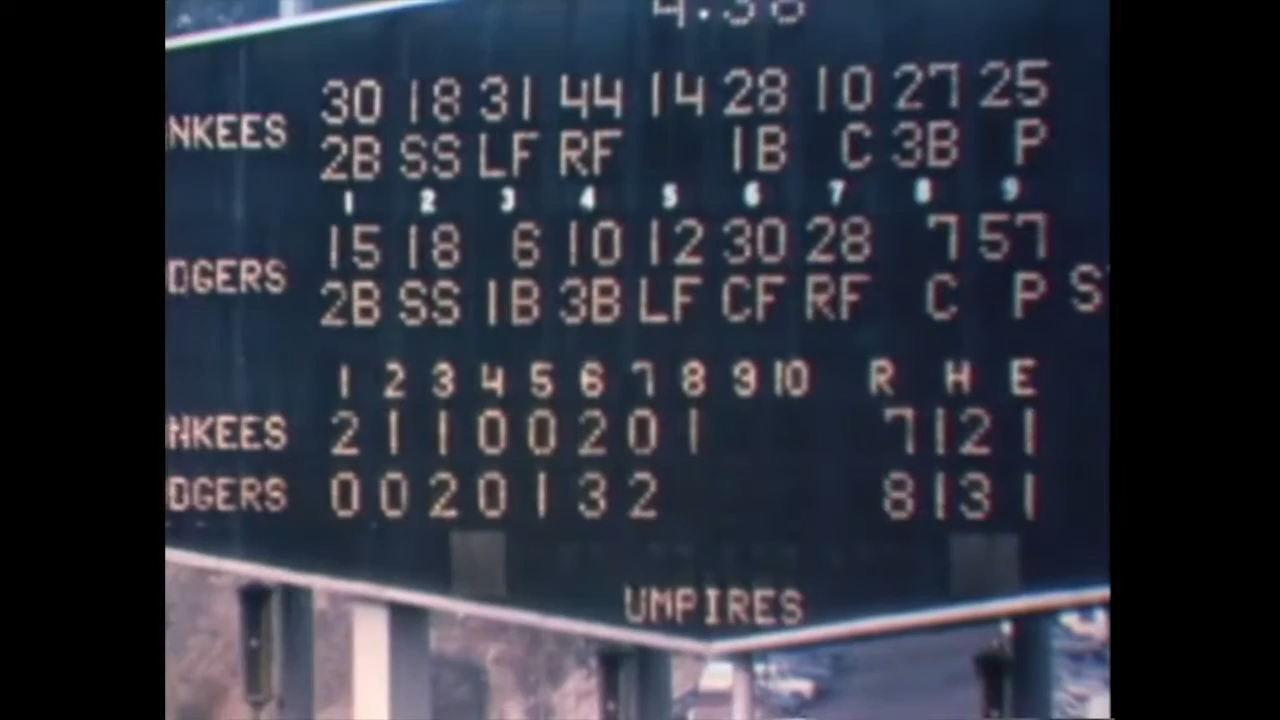 4:38
NKEES 30 18 31 44 14 28 10 27 25
2B SS LF RF 1B C 3B P
1 2 3 4 5 6 7 8 9
DGERS 15 18 6 10 12 30 28 7 57
2B SS 1B 3B LF CF RF C P S
1 2 3 4 5 6 7 8 9 10 R H E
NKEES 2 1 1 0 0 2 0 1 7 12 1
DGERS 0 0 2 0 1 3 2 8 13 1
UMPIRES